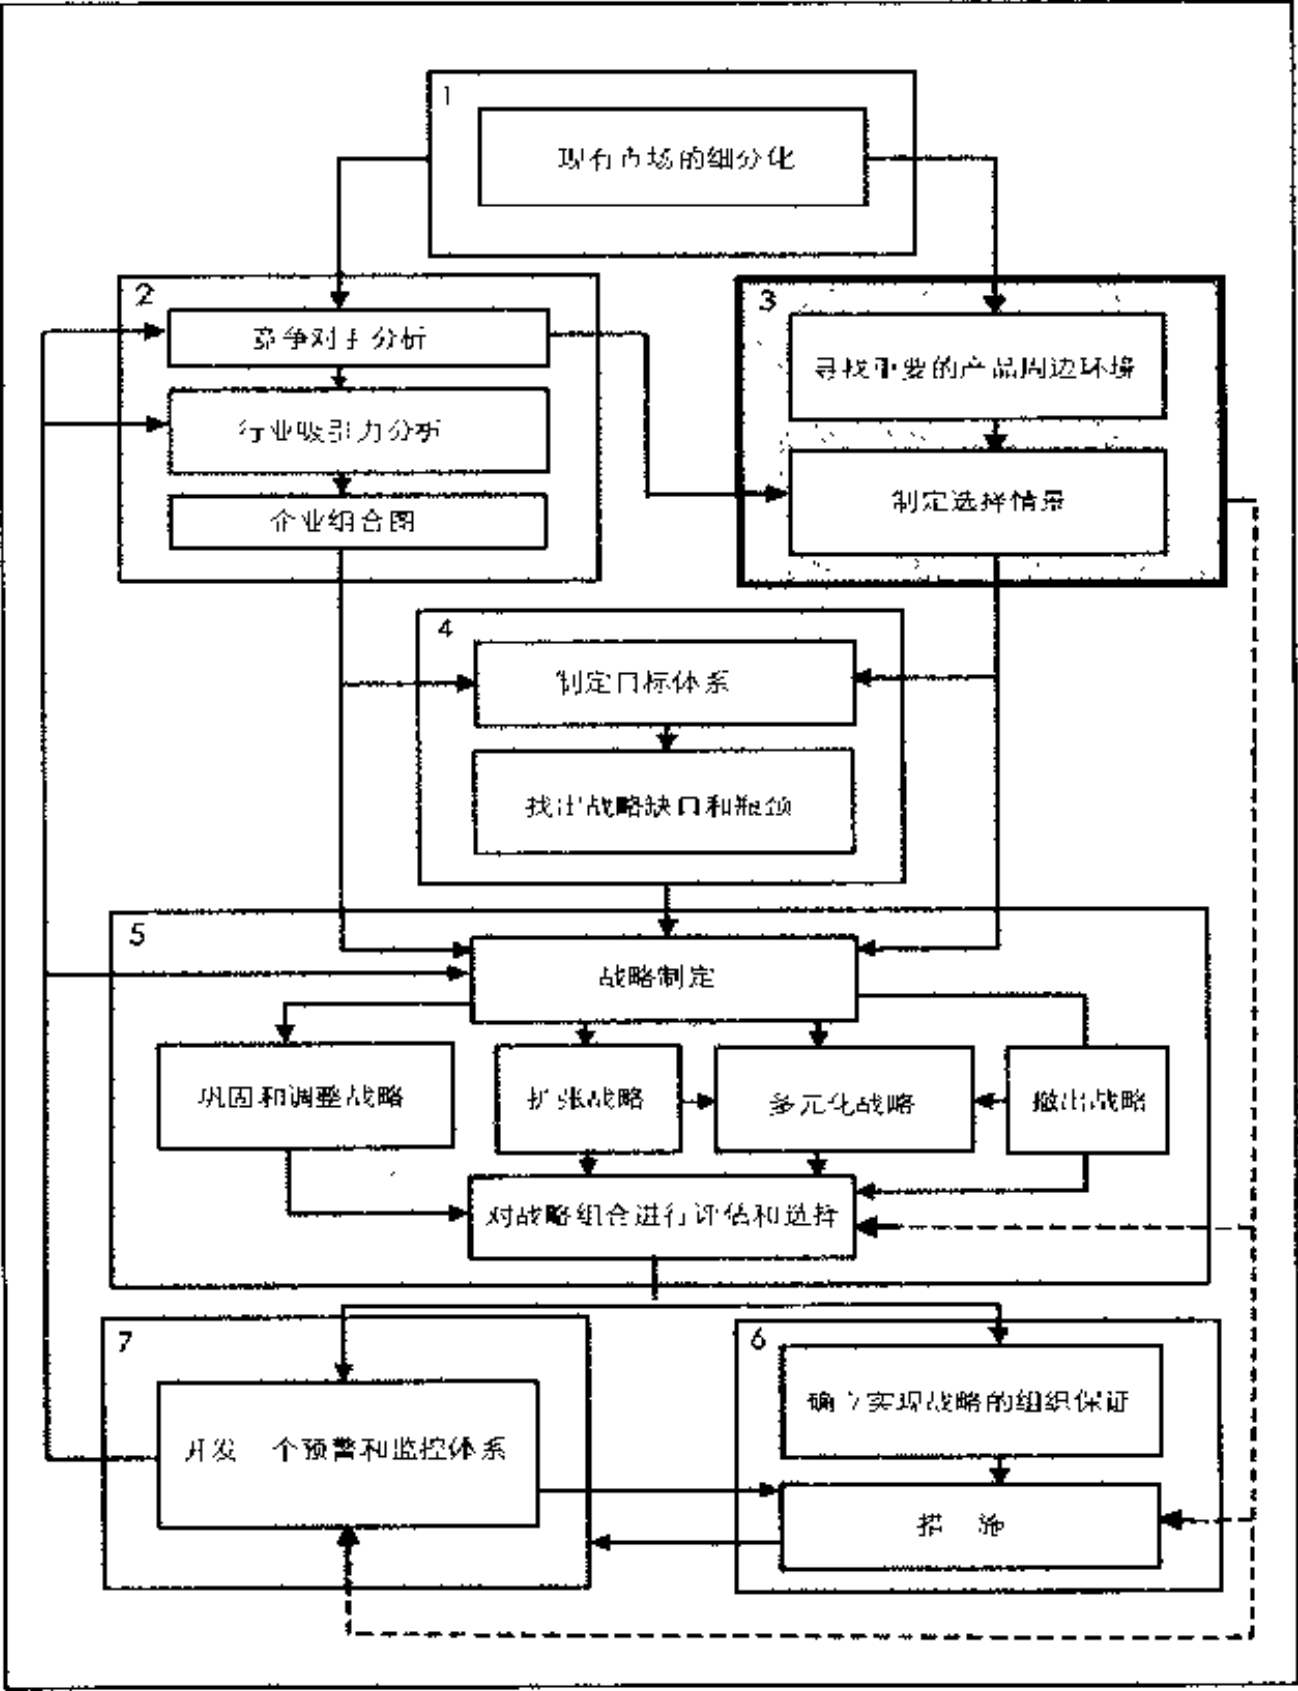 1
现有市场的细分化
2
竞争对手分析
行业吸引力分析
企业组合图
3
寻找重要的产品周边环境
制定选择情景
4
制定目标体系
找出战略缺口和瓶颈
5
战略制定
巩固和调整战略
扩张战略
多元化战略
撤出战略
对战略组合进行评估和选择
7
开发一个预警和监控体系
6
确立实现战略的组织保证
措 施